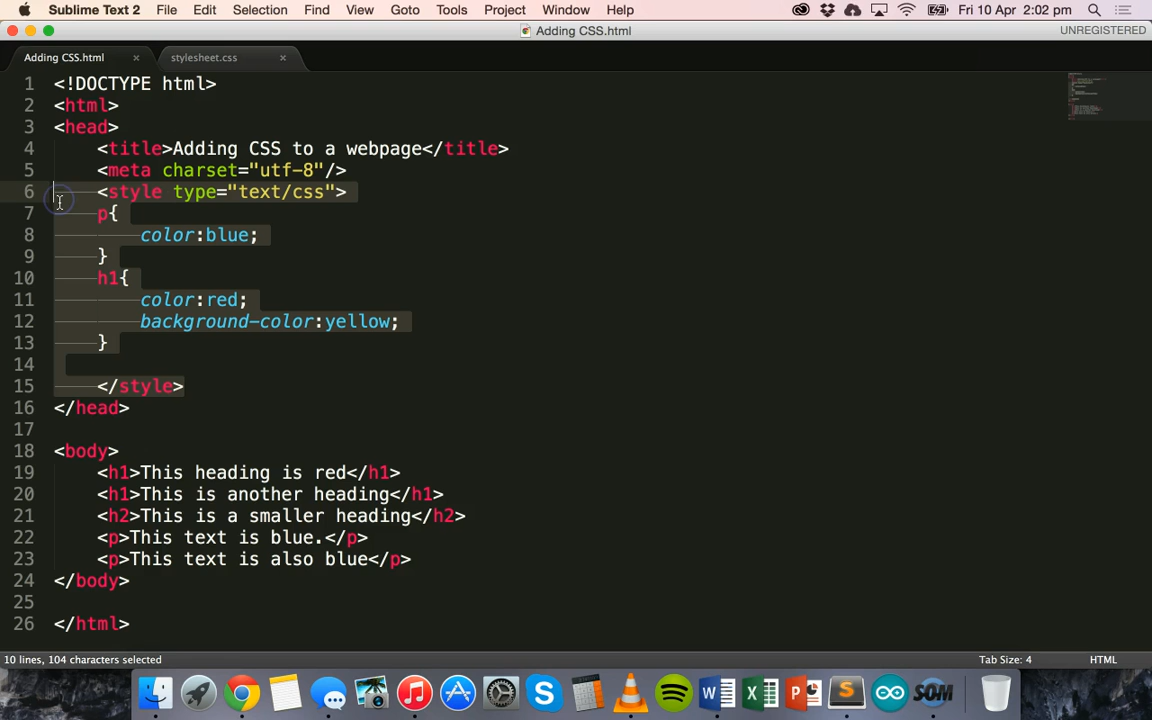 Sublime Text 2 File Edit Selection Find View Goto Tools Project Window Help Fri 10 Apr 2:02 pm
Adding CSS.html UNREGISTERED
Adding CSS.html × stylesheet.css ×
1 <!DOCTYPE html>
2 <html>
3 <head>
4 <title>Adding CSS to a webpage</title>
5 <meta charset="utf-8"/>
6 <style type="text/css">
7 p{
8 color:blue;
9 }
10 h1{
11 color:red;
12 background-color:yellow;
13 }
14
15 </style>
16 </head>
17
18 <body>
19 <h1>This heading is red</h1>
20 <h1>This is another heading</h1>
21 <h2>This is a smaller heading</h2>
22 <p>This text is blue.</p>
23 <p>This text is also blue</p>
24 </body>
25
26 </html>
10 lines, 104 characters selected Tab Size: 4 HTML
SOM